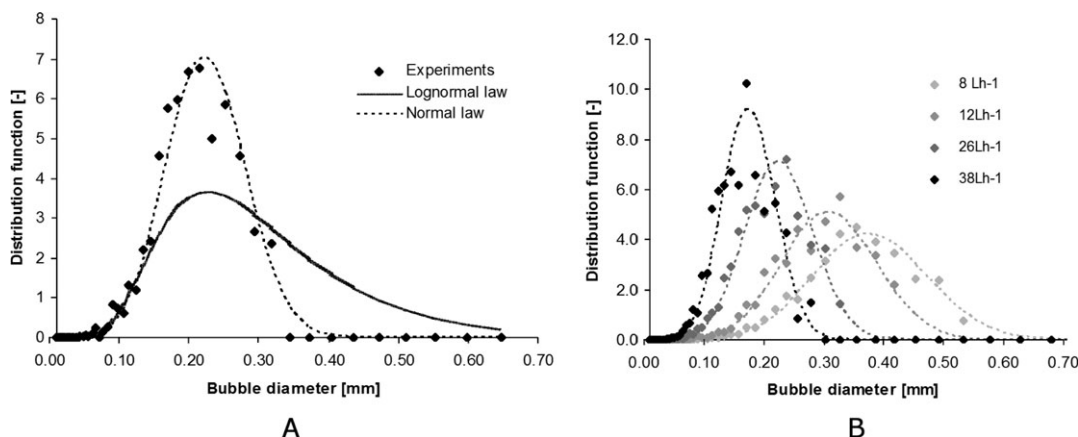 8
7
6
5
4
3
2
1
0
Distribution function [-]
Experiments
Lognormal law
Normal law
0.00 0.10 0.20 0.30 0.40 0.50 0.60 0.70
Bubble diameter [mm]
A
12.0
10.0
8.0
6.0
4.0
2.0
0.0
Distribution function [-]
8 Lh-1
12Lh-1
26Lh-1
38Lh-1
0.00 0.10 0.20 0.30 0.40 0.50 0.60 0.70
Bubble diameter [mm]
B